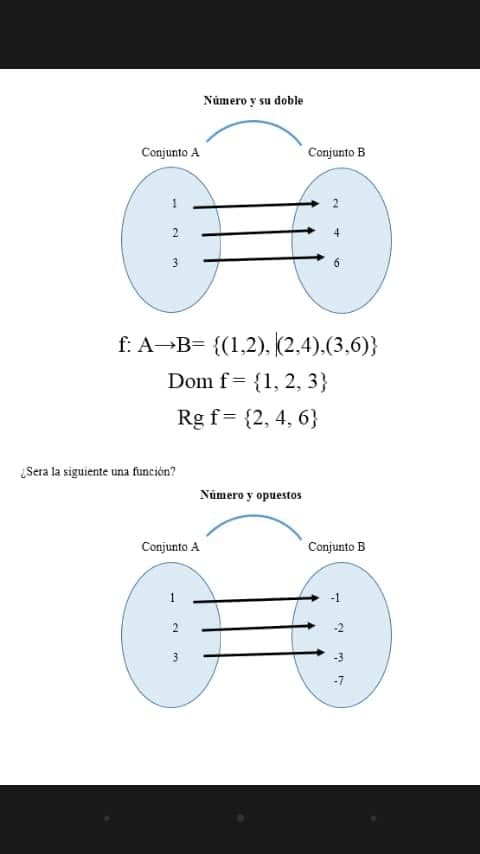 Número y su doble
Conjunto A Conjunto B
1 2
2 4
3 6
f: A→B= {(1,2), (2,4),(3,6)}
Dom f = {1, 2, 3}
Rg f = {2, 4, 6}
¿Sera la siguiente una función?
Número y opuestos
Conjunto A Conjunto B
1 -1
2 -2
3 -3
-7